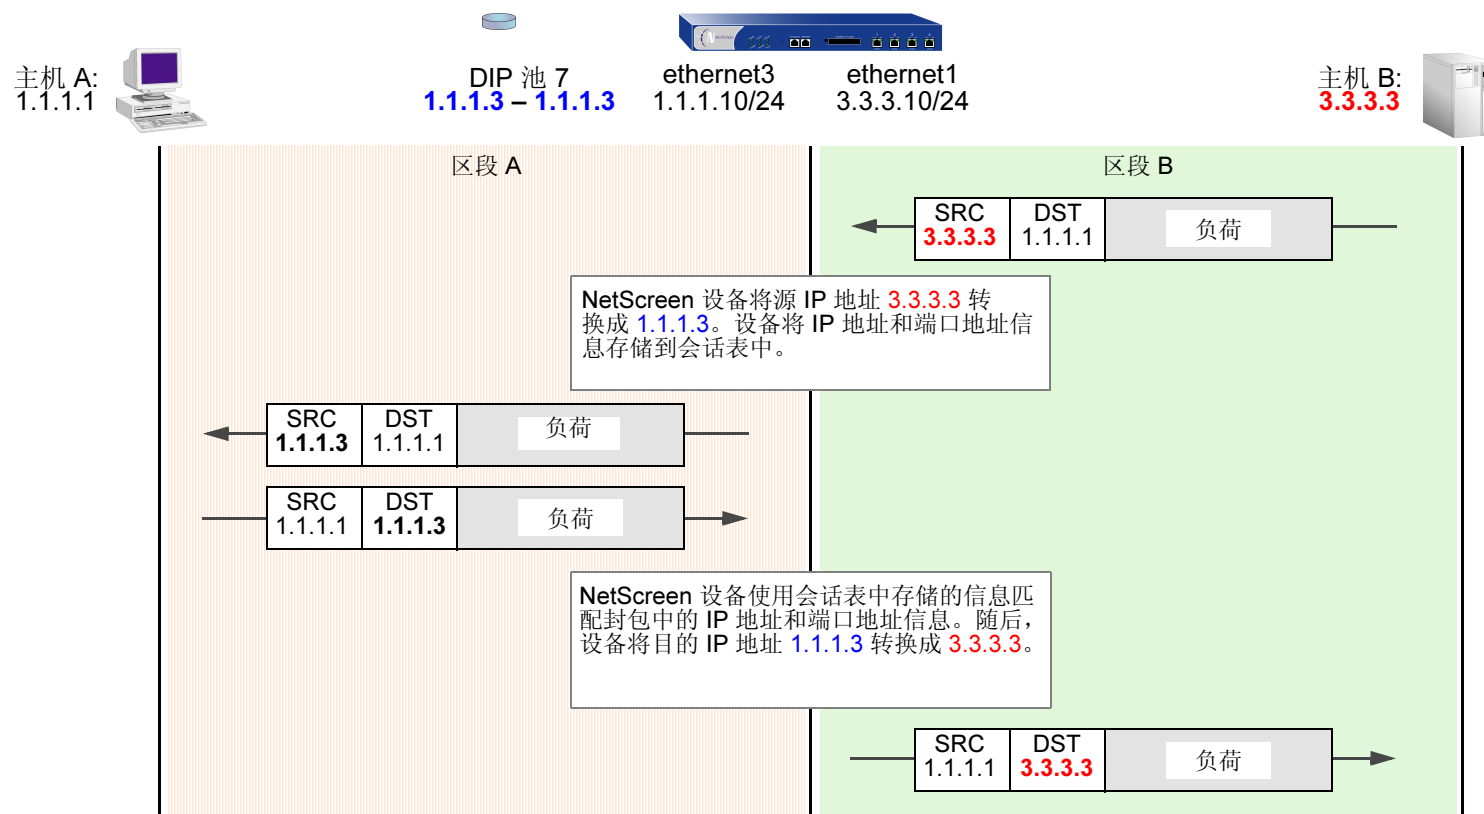 主机 A:
1.1.1.1
DIP 池 7
1.1.1.3 – 1.1.1.3
ethernet3
1.1.1.10/24
ethernet1
3.3.3.10/24
主机 B:
3.3.3.3
区段 A
区段 B
SRC
3.3.3.3
DST
1.1.1.1
负荷
NetScreen 设备将源 IP 地址 3.3.3.3 转
换成 1.1.1.3。设备将 IP 地址和端口地址信
息存储到会话表中。
SRC
1.1.1.3
DST
1.1.1.1
负荷
SRC
1.1.1.1
DST
1.1.1.3
负荷
NetScreen 设备使用会话表中存储的信息匹
配封包中的 IP 地址和端口地址信息。随后，
设备将目的 IP 地址 1.1.1.3 转换成 3.3.3.3。
SRC
1.1.1.1
DST
3.3.3.3
负荷